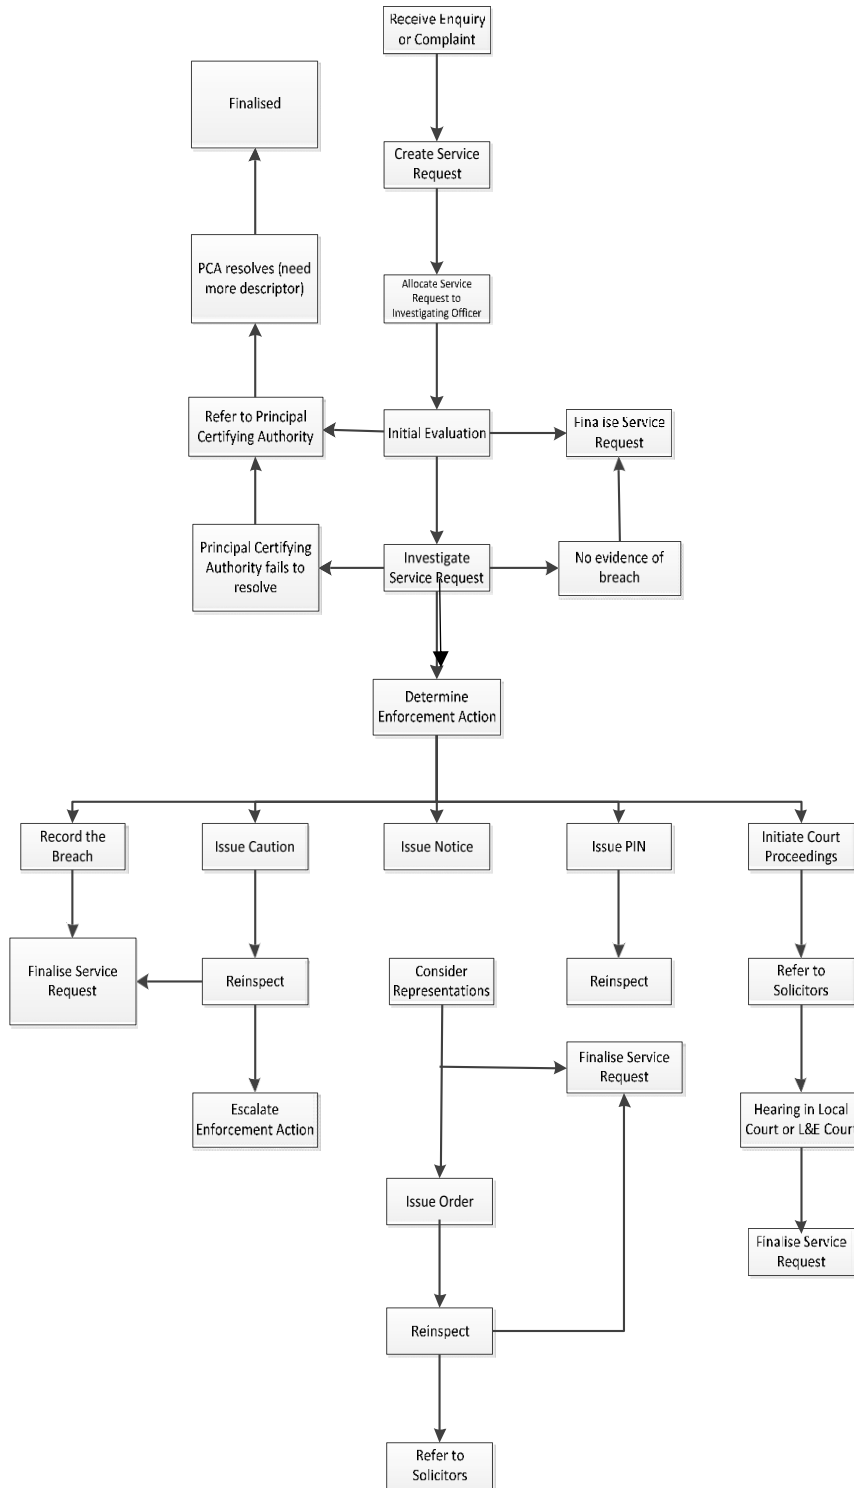 Receive Enquiry
or Complaint
Finalised
Create Service
Request
PCA resolves (need
more descriptor)
Allocate Service
Request to
Investigating Officer
Refer to Principal
Certifying Authority
Initial Evaluation
Fina ise Service
Request
Principal Certifying
Authority fails to
resolve
Investigate
Service Request
No evidence of
breach
Determine
Enforcement Action
Record the
Breach
Issue Caution
Issue Notice
Issue PIN
Initiate Court
Proceedings
Finalise Service
Request
Reinspect
Consider
Representations
Reinspect
Refer to
Solicitors
Finalise Service
Request
Escalate
Enforcement Action
Hearing in Local
Court or L&E Court
Issue Order
Finalise Service
Request
Reinspect
Refer to
Solicitors